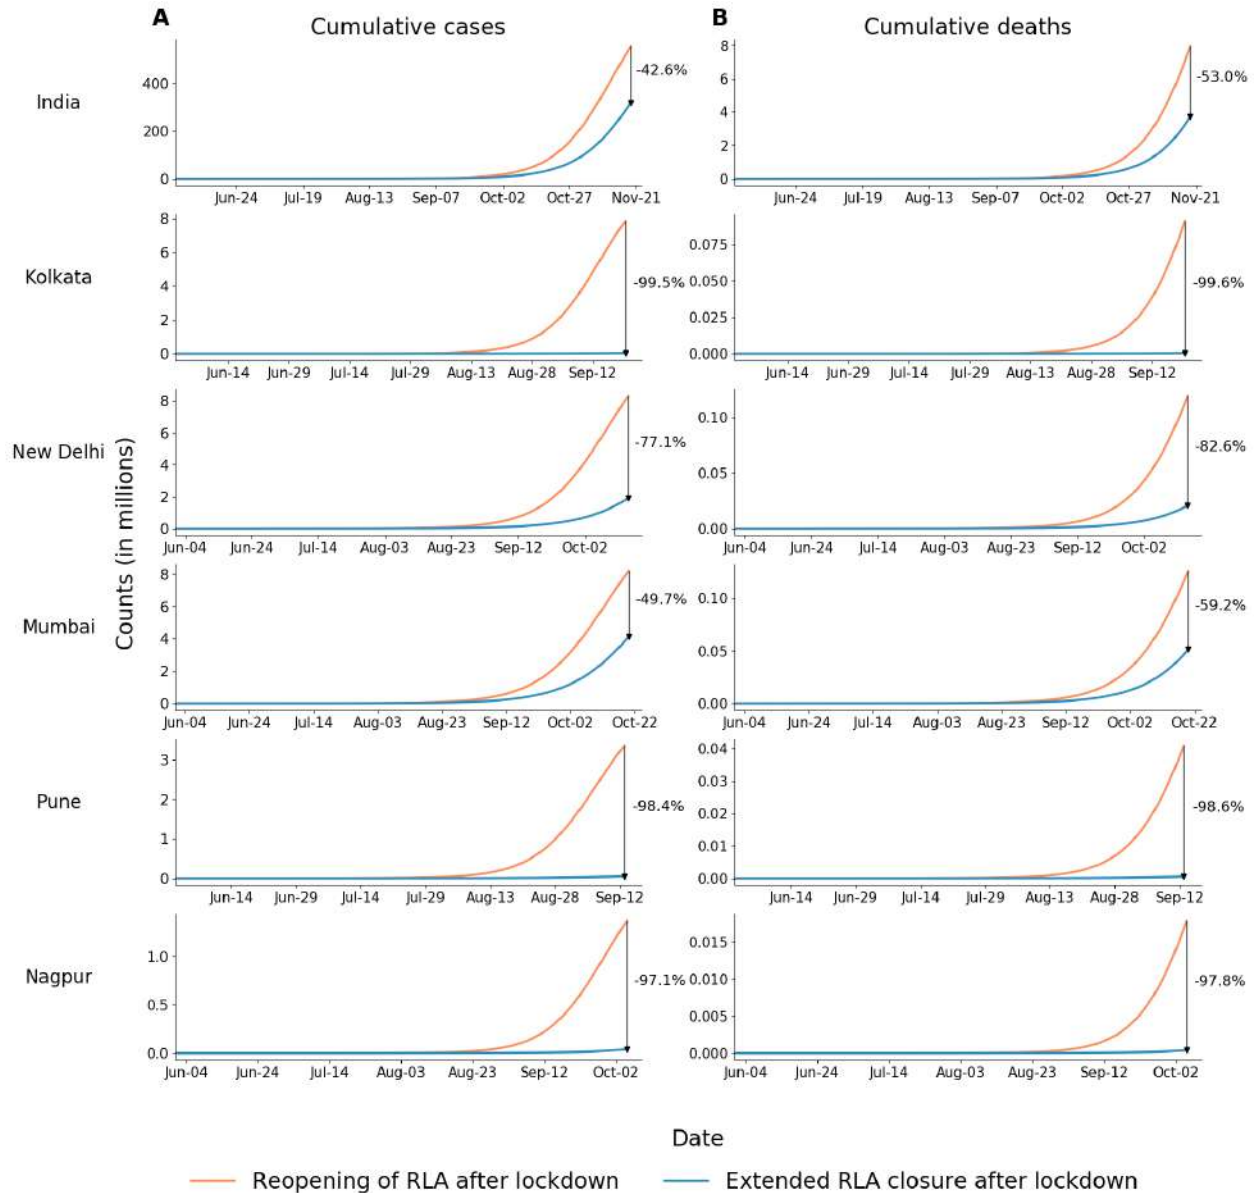 A B
Cumulative cases Cumulative deaths
India
400
200
0
-42.6%
Jun-24 Jul-19 Aug-13 Sep-07 Oct-02 Oct-27 Nov-21
8
6
4
2
0
-53.0%
Jun-24 Jul-19 Aug-13 Sep-07 Oct-02 Oct-27 Nov-21
Kolkata
8
6
4
2
0
-99.5%
Jun-14 Jun-29 Jul-14 Jul-29 Aug-13 Aug-28 Sep-12
0.075
0.050
0.025
0.000
-99.6%
Jun-14 Jun-29 Jul-14 Jul-29 Aug-13 Aug-28 Sep-12
New Delhi
Counts (in millions)
8
6
4
2
0
-77.1%
Jun-04 Jun-24 Jul-14 Aug-03 Aug-23 Sep-12 Oct-02
0.10
0.05
0.00
-82.6%
Jun-04 Jun-24 Jul-14 Aug-03 Aug-23 Sep-12 Oct-02
Mumbai
8
6
4
2
0
-49.7%
Jun-04 Jun-24 Jul-14 Aug-03 Aug-23 Sep-12 Oct-02 Oct-22
0.10
0.05
0.00
-59.2%
Jun-04 Jun-24 Jul-14 Aug-03 Aug-23 Sep-12 Oct-02 Oct-22
Pune
3
2
1
0
-98.4%
Jun-14 Jun-29 Jul-14 Jul-29 Aug-13 Aug-28 Sep-12
0.04
0.03
0.02
0.01
0.00
-98.6%
Jun-14 Jun-29 Jul-14 Jul-29 Aug-13 Aug-28 Sep-12
Nagpur
1.0
0.5
0.0
-97.1%
Jun-04 Jun-24 Jul-14 Aug-03 Aug-23 Sep-12 Oct-02
0.015
0.010
0.005
0.000
-97.8%
Jun-04 Jun-24 Jul-14 Aug-03 Aug-23 Sep-12 Oct-02
Date
Reopening of RLA after lockdown Extended RLA closure after lockdown